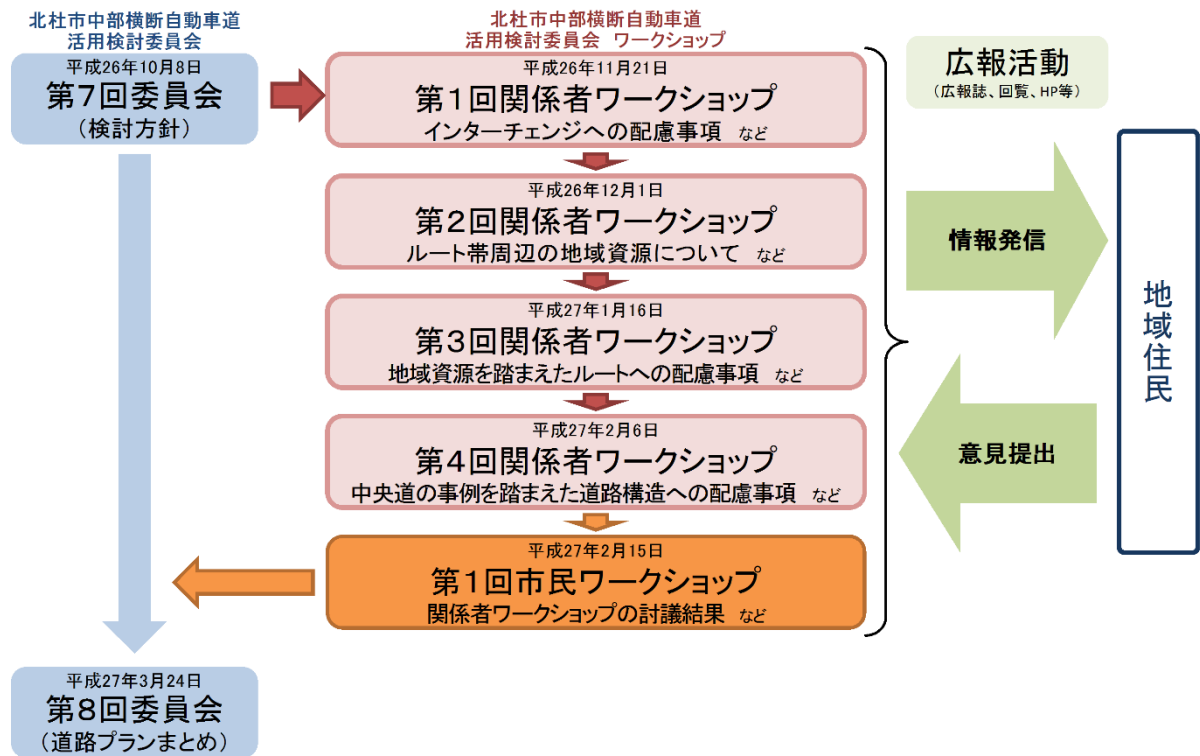 北杜市中部横断自動車道
活用検討委員会
平成26年10月8日
第7回委員会
(検討方針)
平成27年3月24日
第8回委員会
(道路プランまとめ)
北杜市中部横断自動車道
活用検討委員会 ワークショップ
平成26年11月21日
第1回関係者ワークショップ
インターチェンジへの配慮事項 など
平成26年12月1日
第2回関係者ワークショップ
ルート帯周辺の地域資源について など
平成27年1月16日
第3回関係者ワークショップ
地域資源を踏まえたルートへの配慮事項 など
平成27年2月6日
第4回関係者ワークショップ
中央道の事例を踏まえた道路構造への配慮事項 など
平成27年2月15日
第1回市民ワークショップ
関係者ワークショップの討議結果 など
広報活動
(広報誌、回覧、HP等)
情報発信
意見提出
地域住民